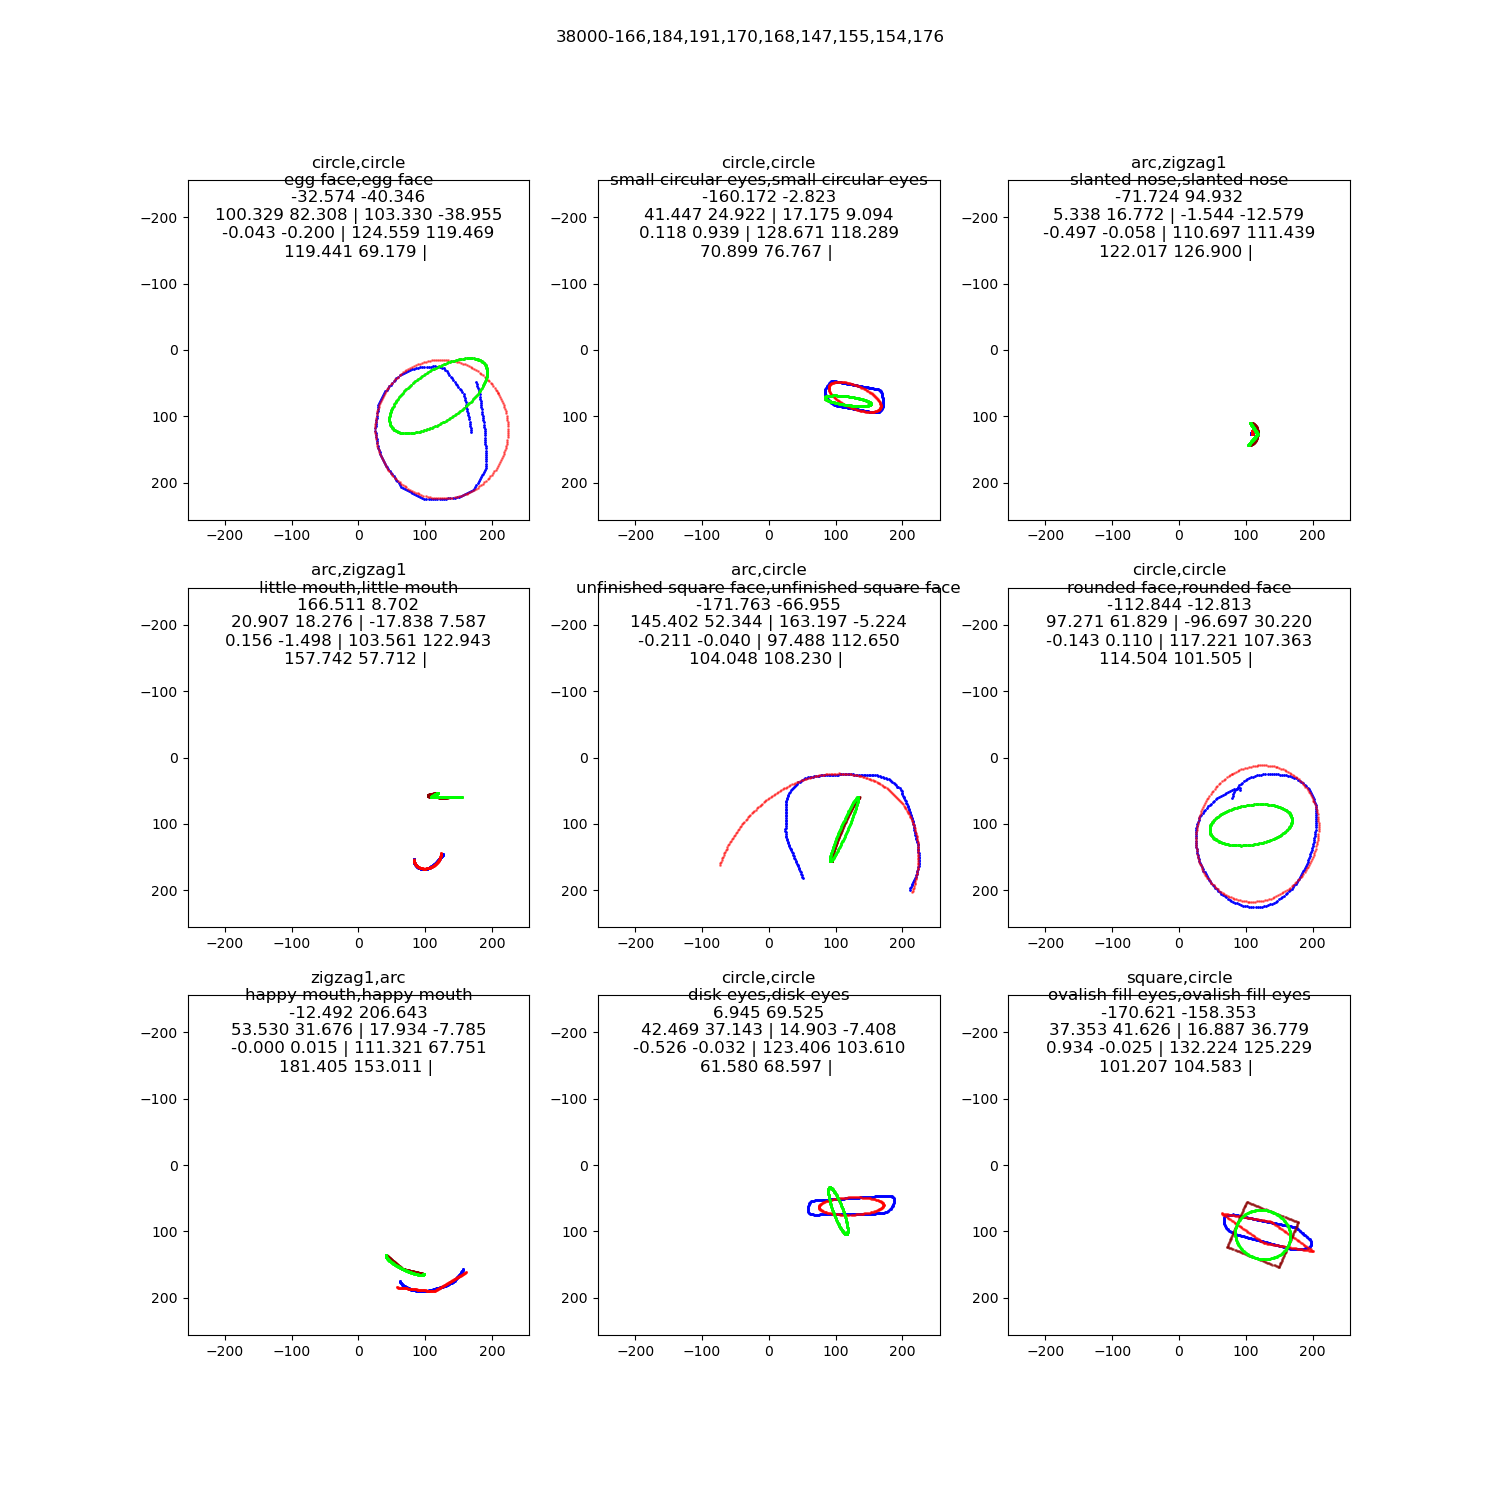 38000-166,184,191,170,168,147,155,154,176
circle,circle
egg face,egg face
-32.574 -40.346
100.329 82.308 | 103.330 -38.955
-0.043 -0.200 | 124.559 119.469
119.441 69.179 |
−200
−100
0
100
200
−200 −100 0 100 200
circle,circle
small circular eyes,small circular eyes
-160.172 -2.823
41.447 24.922 | 17.175 9.094
0.118 0.939 | 128.671 118.289
70.899 76.767 |
−200
−100
0
100
200
−200 −100 0 100 200
arc,zigzag1
slanted nose,slanted nose
-71.724 94.932
5.338 16.772 | -1.544 -12.579
-0.497 -0.058 | 110.697 111.439
122.017 126.900 |
−200
−100
0
100
200
−200 −100 0 100 200
arc,zigzag1
little mouth,little mouth
166.511 8.702
20.907 18.276 | -17.838 7.587
0.156 -1.498 | 103.561 122.943
157.742 57.712 |
−200
−100
0
100
200
−200 −100 0 100 200
arc,circle
unfinished square face,unfinished square face
-171.763 -66.955
145.402 52.344 | 163.197 -5.224
-0.211 -0.040 | 97.488 112.650
104.048 108.230 |
−200
−100
0
100
200
−200 −100 0 100 200
circle,circle
rounded face,rounded face
-112.844 -12.813
97.271 61.829 | -96.697 30.220
-0.143 0.110 | 117.221 107.363
114.504 101.505 |
−200
−100
0
100
200
−200 −100 0 100 200
zigzag1,arc
happy mouth,happy mouth
-12.492 206.643
53.530 31.676 | 17.934 -7.785
-0.000 0.015 | 111.321 67.751
181.405 153.011 |
−200
−100
0
100
200
−200 −100 0 100 200
circle,circle
disk eyes,disk eyes
6.945 69.525
42.469 37.143 | 14.903 -7.408
-0.526 -0.032 | 123.406 103.610
61.580 68.597 |
−200
−100
0
100
200
−200 −100 0 100 200
square,circle
ovalish fill eyes,ovalish fill eyes
-170.621 -158.353
37.353 41.626 | 16.887 36.779
0.934 -0.025 | 132.224 125.229
101.207 104.583 |
−200
−100
0
100
200
−200 −100 0 100 200